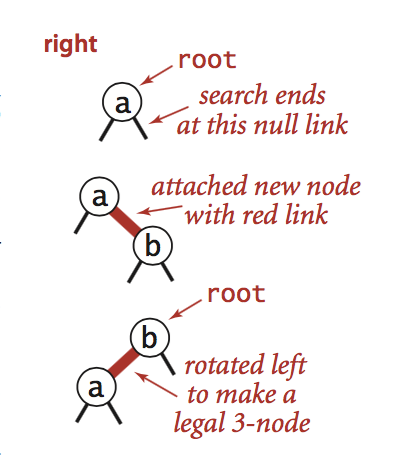 right
root
a
search ends
at this null link
a
attached new node
with red link
b
root
b
rotated left
to make a
legal 3-node
a